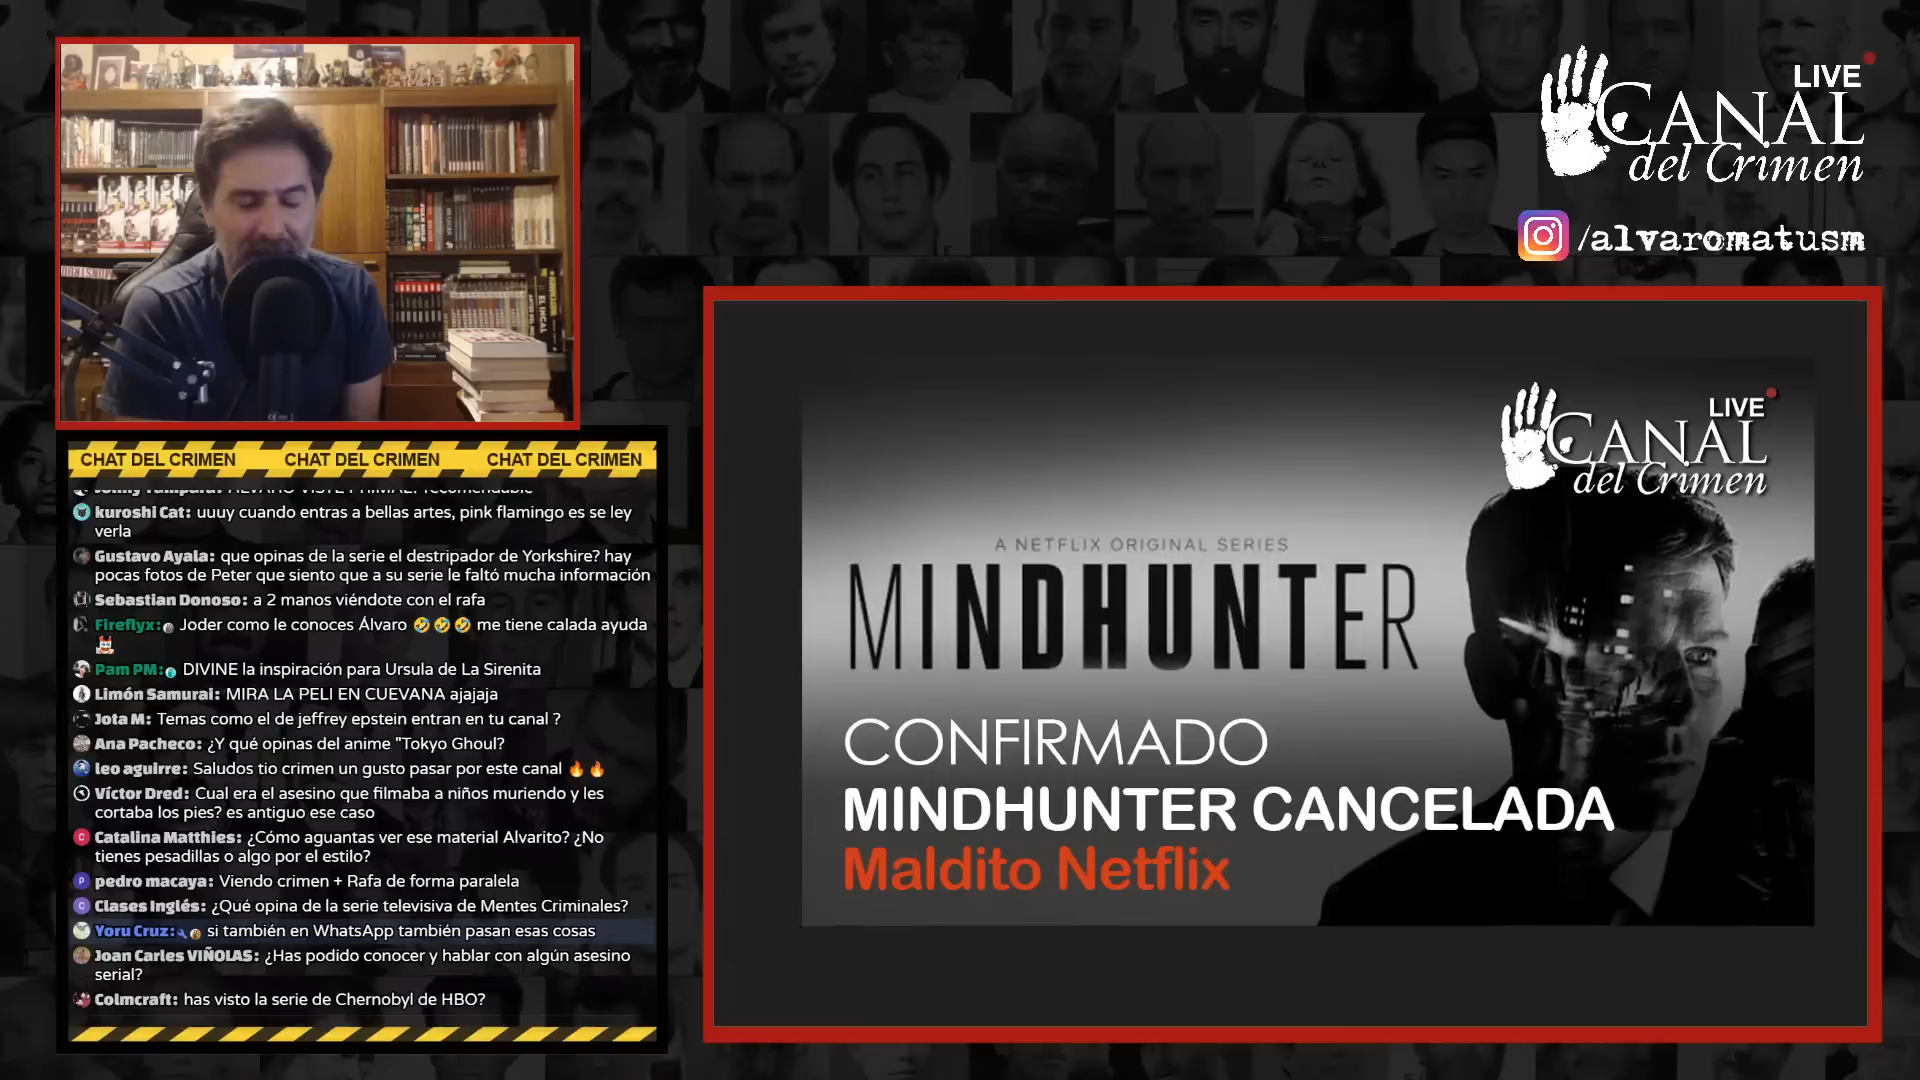 LIVE
CANAL
del Crimen
/alvaromatusm
CHAT DEL CRIMEN CHAT DEL CRIMEN CHAT DEL CRIMEN
kuroshi Cat: uuuy cuando entras a bellas artes, pink flamingo es se ley
verla
Gustavo Ayala: que opinas de la serie el destripador de Yorkshire? hay
pocas fotos de Peter que siento que a su serie le faltó mucha información
Sebastian Donoso: a 2 manos viéndote con el rafa
Fireflyx: Joder como le conoces Álvaro 🤣🤣🤣 me tiene calada ayuda
Pam PM: DIVINE la inspiración para Ursula de La Sirenita
Limón Samurai: MIRA LA PELI EN CUEVANA ajajaja
Jota M: Temas como el de jeffrey epstein entran en tu canal ?
Ana Pacheco: ¿Y qué opinas del anime "Tokyo Ghoul?
leo aguirre: Saludos tio crimen un gusto pasar por este canal 🔥🔥
Víctor Dred: Cual era el asesino que filmaba a niños muriendo y les
cortaba los pies? es antiguo ese caso
Catalina Matthies: ¿Cómo aguantas ver ese material Alvarito? ¿No
tienes pesadillas o algo por el estilo?
pedro macaya: Viendo crimen + Rafa de forma paralela
Clases Inglés: ¿Qué opina de la serie televisiva de Mentes Criminales?
Yoru Cruz: si también en WhatsApp también pasan esas cosas
Joan Carles VIÑOLAS: ¿Has podido conocer y hablar con algún asesino
serial?
Colmcraft: has visto la serie de Chernobyl de HBO?
LIVE
CANAL
del Crimen
A NETFLIX ORIGINAL SERIES
MINDHUNTER
CONFIRMADO
MINDHUNTER CANCELADA
Maldito Netflix